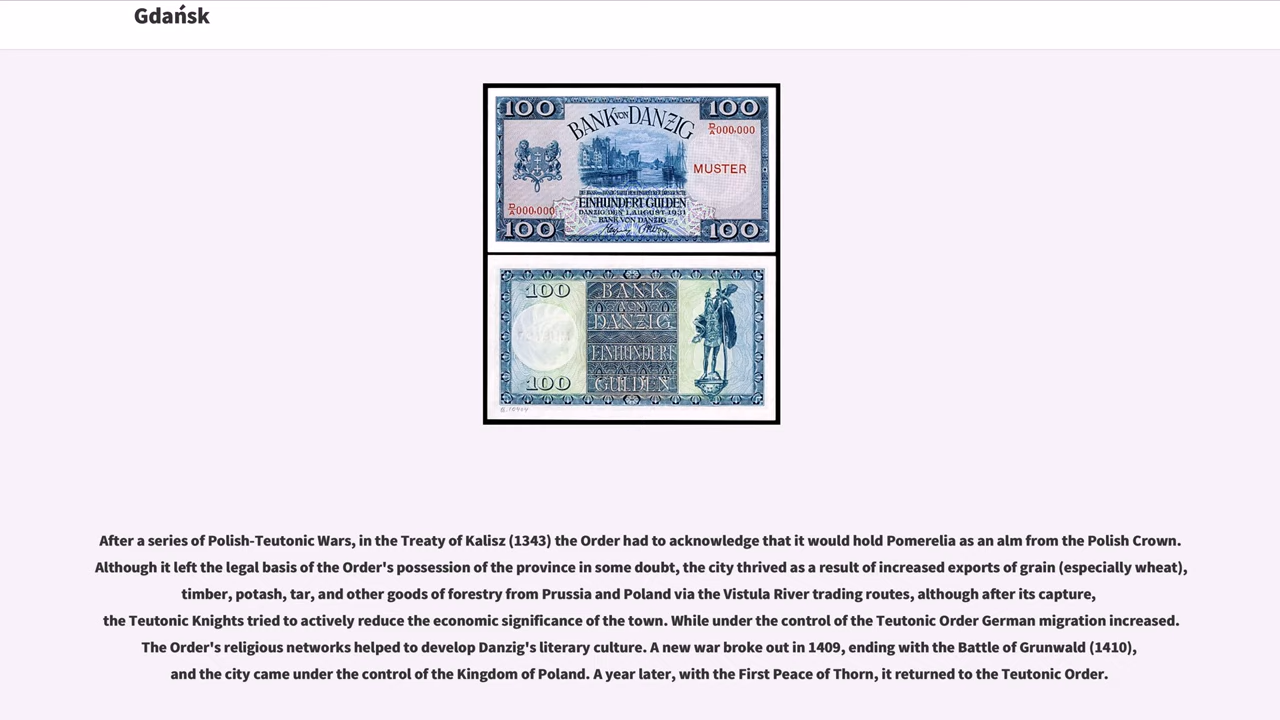 Gdańsk
100 100
BANK VON DANZIG
D/A000,000
MUSTER
EINHUNDERT GULDEN
DANZIG DEN 1. AUGUST 1931
BANK VON DANZIG
D/A000,000
100 100
100
BANK
VON
DANZIG
EINHUNDERT
GULDEN
100
After a series of Polish-Teutonic Wars, in the Treaty of Kalisz (1343) the Order had to acknowledge that it would hold Pomerelia as an alm from the Polish Crown.
Although it left the legal basis of the Order's possession of the province in some doubt, the city thrived as a result of increased exports of grain (especially wheat),
timber, potash, tar, and other goods of forestry from Prussia and Poland via the Vistula River trading routes, although after its capture,
the Teutonic Knights tried to actively reduce the economic significance of the town. While under the control of the Teutonic Order German migration increased.
The Order's religious networks helped to develop Danzig's literary culture. A new war broke out in 1409, ending with the Battle of Grunwald (1410),
and the city came under the control of the Kingdom of Poland. A year later, with the First Peace of Thorn, it returned to the Teutonic Order.